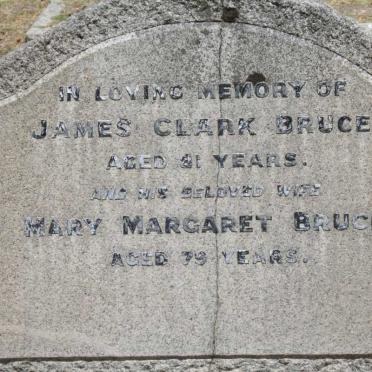 IN LOVING MEMORY OF
JAMES CLARK BRUCE
AGED 81 YEARS.
AND HIS BELOVED WIFE
MARY MARGARET BRUCE
AGED 79 YEARS.